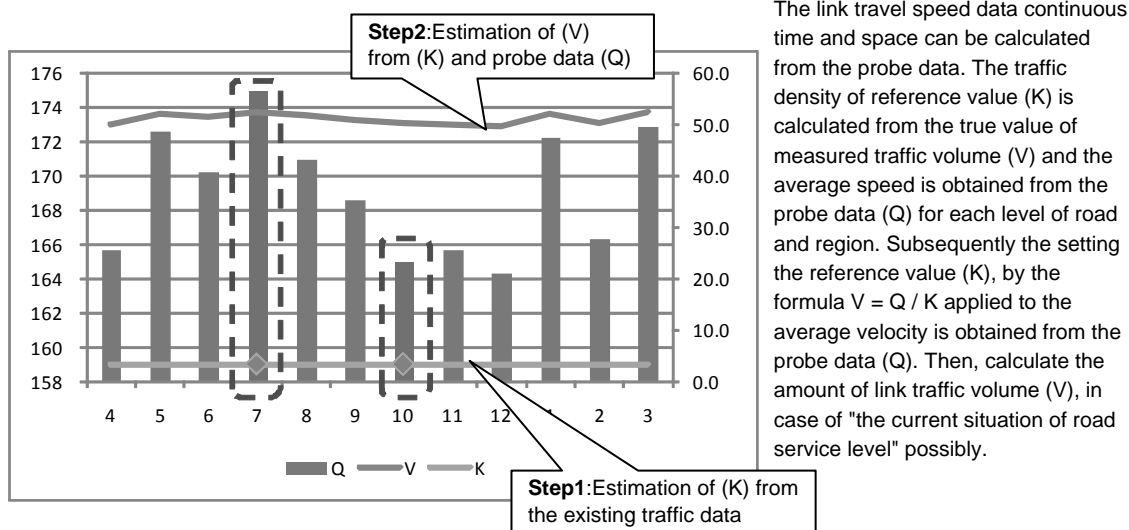 Step2:Estimation of (V)
from (K) and probe data (Q)
176
174
172
170
168
166
164
162
160
158
60.0
50.0
40.0
30.0
20.0
10.0
0.0
4 5 6 7 8 9 10 11 12 1 2 3
Q V K
Step1:Estimation of (K) from
the existing traffic data
The link travel speed data continuous
time and space can be calculated
from the probe data. The traffic
density of reference value (K) is
calculated from the true value of
measured traffic volume (V) and the
average speed is obtained from the
probe data (Q) for each level of road
and region. Subsequently the setting
the reference value (K), by the
formula V = Q / K applied to the
average velocity is obtained from the
probe data (Q). Then, calculate the
amount of link traffic volume (V), in
case of "the current situation of road
service level" possibly.